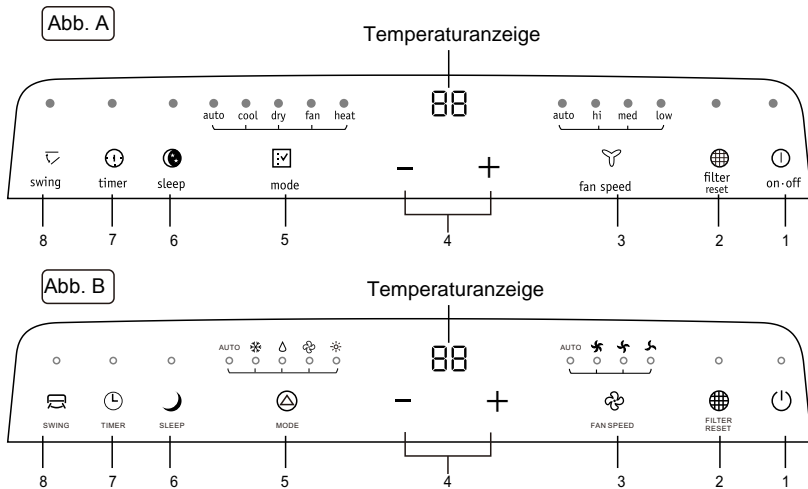 Abb. A
Temperaturanzeige
88
auto cool dry fan heat
auto hi med low
swing timer sleep mode − + fan speed filter reset on·off
8 7 6 5 4 3 2 1
Abb. B
Temperaturanzeige
AUTO
88
AUTO
SWING TIMER SLEEP MODE − + FAN SPEED FILTER RESET
8 7 6 5 4 3 2 1